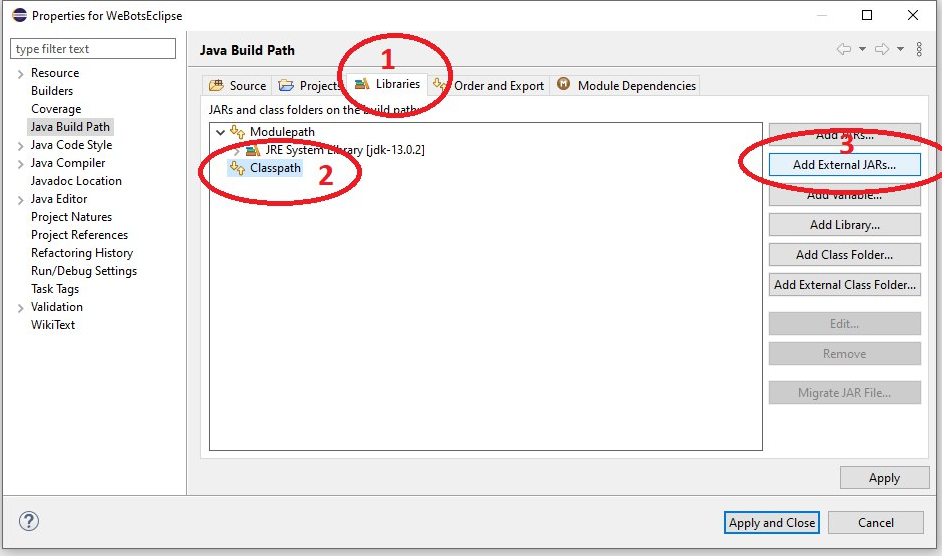 Properties for WeBotsEclipse
type filter text
Resource
Builders
Coverage
Java Build Path
Java Code Style
Java Compiler
Javadoc Location
Java Editor
Project Natures
Project References
Refactoring History
Run/Debug Settings
Task Tags
Validation
WikiText
Java Build Path
1
Source Projects Libraries Order and Export Module Dependencies
JARs and class folders on the build path:
Modulepath
JRE System Library [jdk-13.0.2]
Classpath 2
Add JARs...
3
Add External JARs...
Add Variable...
Add Library...
Add Class Folder...
Add External Class Folder...
Edit...
Remove
Migrate JAR File...
Apply
Apply and Close Cancel